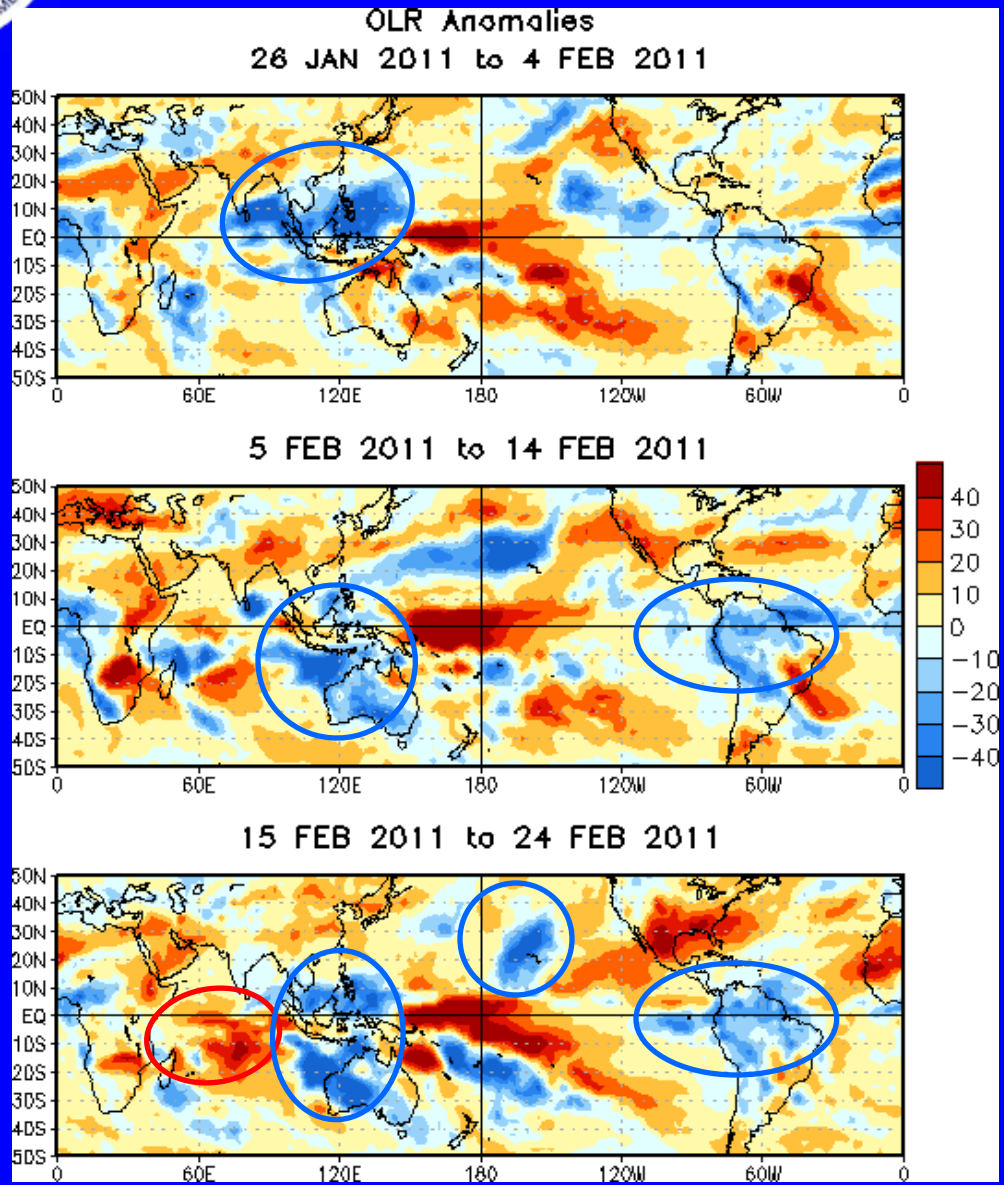 OLR Anomalies
26 JAN 2011 to 4 FEB 2011
50N
40N
30N
20N
10N
EQ
10S
20S
30S
40S
50S
0 60E 120E 180 120W 60W 0
5 FEB 2011 to 14 FEB 2011
50N
40N
30N
20N
10N
EQ
10S
20S
30S
40S
50S
0 60E 120E 180 120W 60W 0
40
30
20
10
0
-10
-20
-30
-40
15 FEB 2011 to 24 FEB 2011
50N
40N
30N
20N
10N
EQ
10S
20S
30S
40S
50S
0 60E 120E 180 120W 60W 0